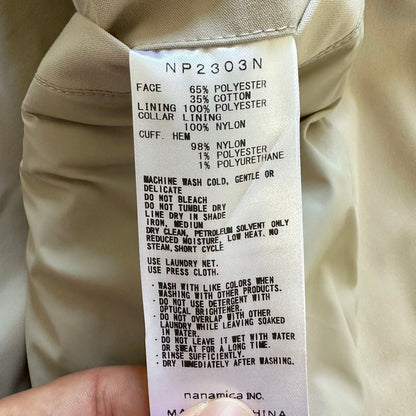 NP2303N
FACE 65% POLYESTER
35% COTTON
LINING 100% POLYESTER
COLLAR LINING
100% NYLON
CUFF. HEM
98% NYLON
1% POLYESTER
1% POLYURETHANE
MACHINE WASH COLD, GENTLE OR
DELICATE
DO NOT BLEACH
DO NOT TUMBLE DRY
LINE DRY IN SHADE
IRON, MEDIUM
DRY CLEAN, PETROLEUM SOLVENT ONLY
REDUCED MOISTURE, LOW HEAT. NO
STEAM, SHORT CYCLE
USE LAUNDRY NET.
USE PRESS CLOTH.
・WASH WITH LIKE COLORS WHEN
WASHING WITH OTHER PRODUCTS.
・DO NOT USE DETERGENT WITH
OPTUCAL BRIGHTENER.
・DO NOT OVERLAP WITH OTHER
LAUNDRY WHILE LEAVING SOAKED
IN WATER.
・DO NOT LEAVE IT WET WITH WATER
OR SWEAT FOR A LONG TIME.
・RINSE SUFFICIENTLY.
・DRY IMMEDIATELY AFTER WASHING.
nanamica INC.